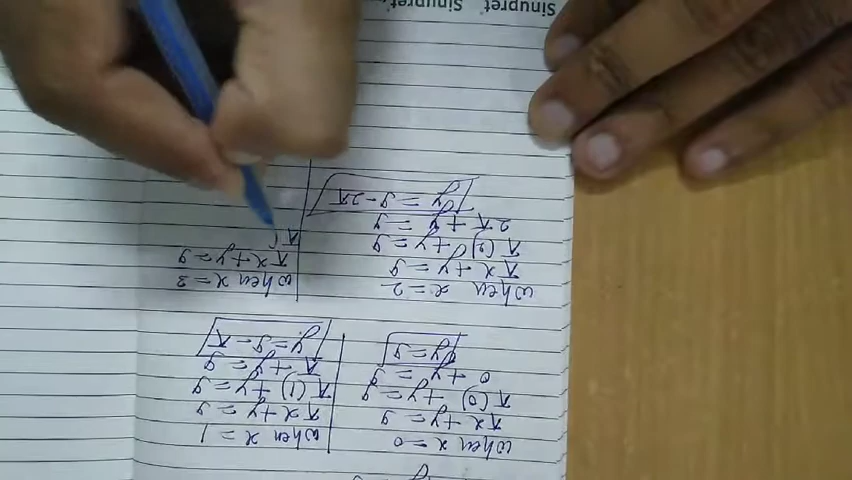 when x = 0
πx + y = 9
π(0) + y = 9
0 + y = 9
y = 9
when x = 1
πx + y = 9
π(1) + y = 9
π + y = 9
y = 9 - π
when x = 2
πx + y = 9
π(2) + y = 9
2π + y = 9
y = 9 - 2π
when x = 3
πx + y = 9
π(
Sinupret Sinupret